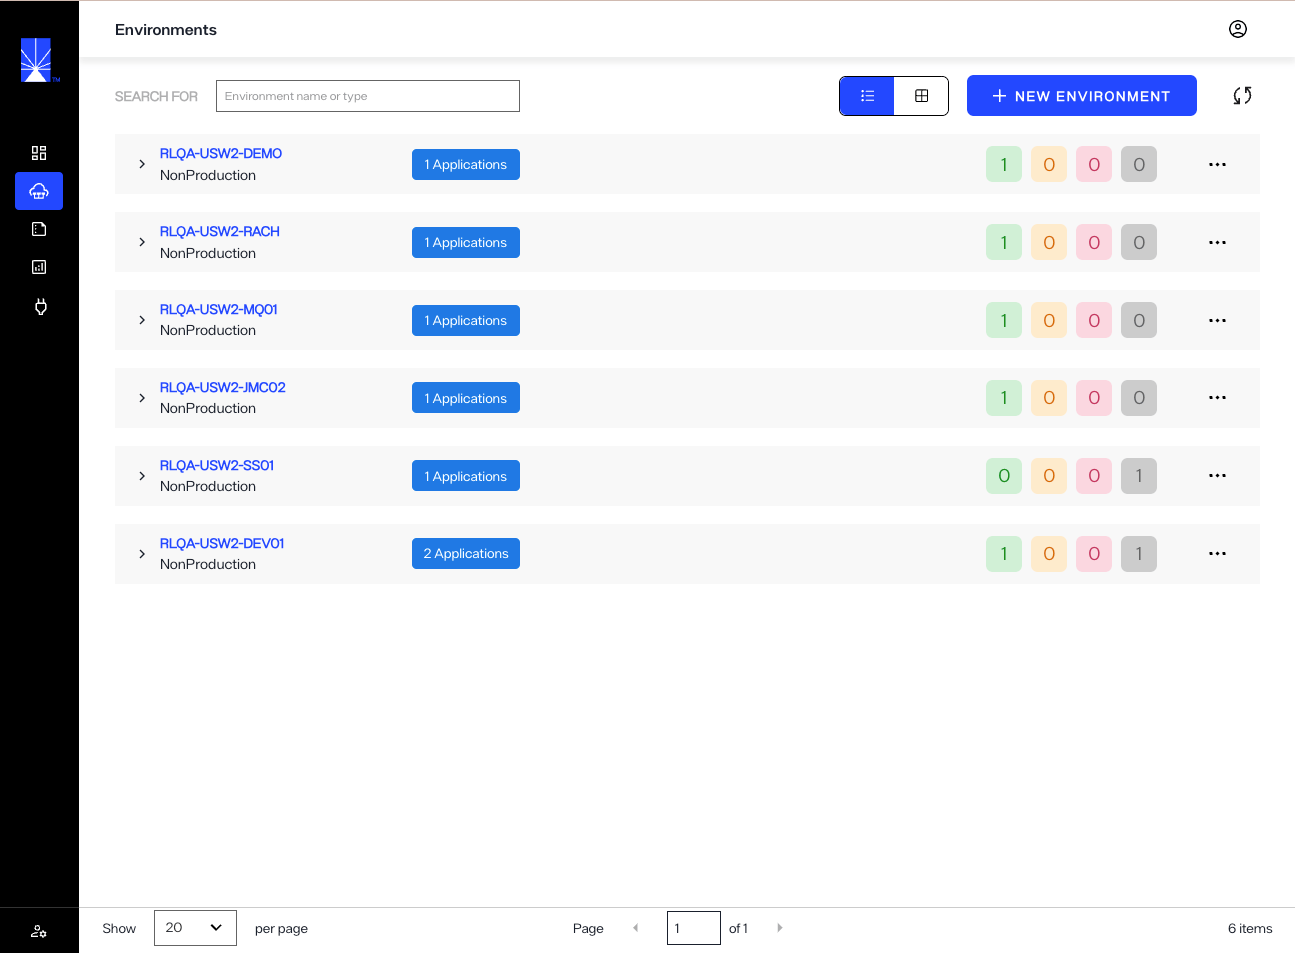 Environments
TM
SEARCH FOR
Environment name or type
NEW ENVIRONMENT
RLQA-USW2-DEMO
NonProduction
1 Applications
1 0 0 0
RLQA-USW2-RACH
NonProduction
1 Applications
1 0 0 0
RLQA-USW2-MQ01
NonProduction
1 Applications
1 0 0 0
RLQA-USW2-JMC02
NonProduction
1 Applications
1 0 0 0
RLQA-USW2-SS01
NonProduction
1 Applications
0 0 0 1
RLQA-USW2-DEV01
NonProduction
2 Applications
1 0 0 1
Show 20 per page Page 1 of 1 6 items